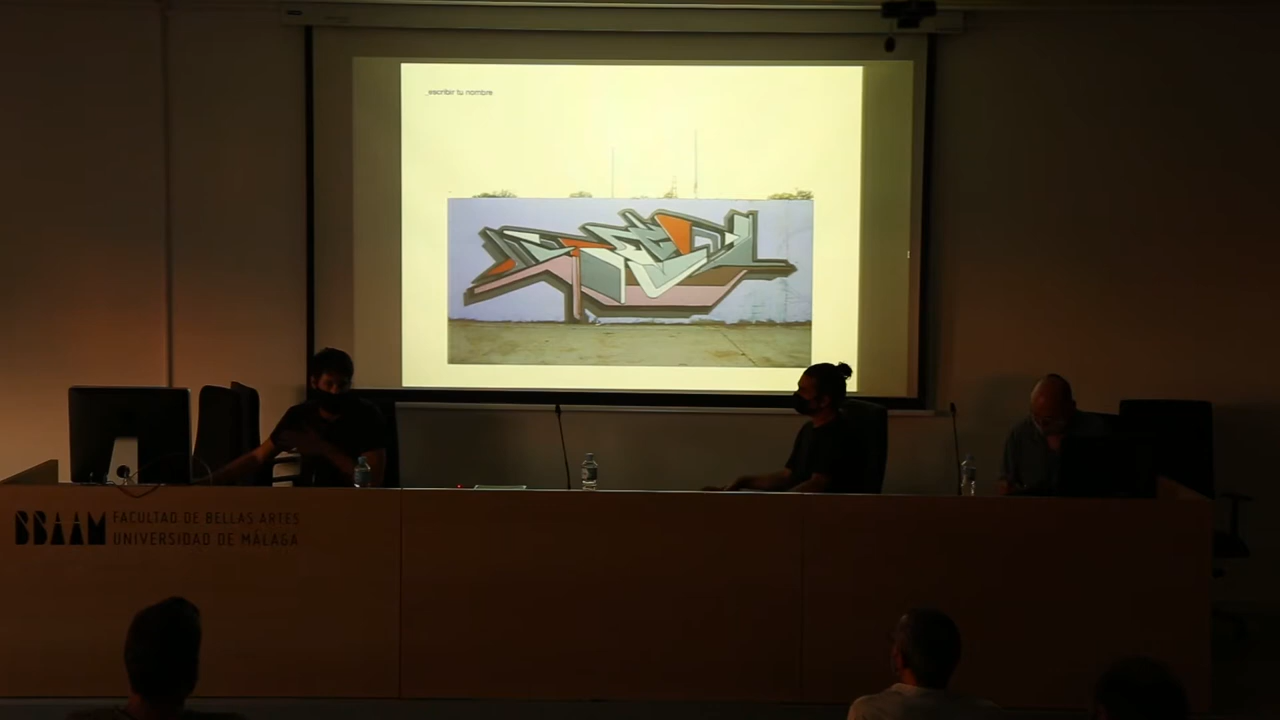 _escribir tu nombre
BBAAM
FACULTAD DE BELLAS ARTES
UNIVERSIDAD DE MÁLAGA